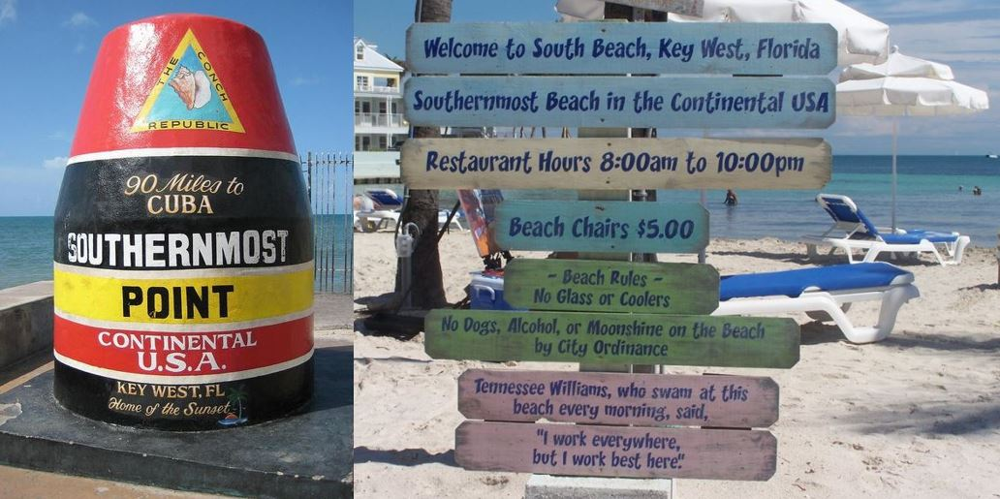 THE CONCH
REPUBLIC
90 Miles to
CUBA
SOUTHERNMOST
POINT
CONTINENTAL
U.S.A.
KEY WEST, FL
Home of the Sunset
Welcome to South Beach, Key West, Florida
Southernmost Beach in the Continental USA
Restaurant Hours 8:00am to 10:00pm
Beach Chairs $5.00
~ Beach Rules ~
No Glass or Coolers
No Dogs, Alcohol, or Moonshine on the Beach
by City Ordinance
Tennessee Williams, who swam at this
beach every morning, said,
"I work everywhere,
but I work best here."